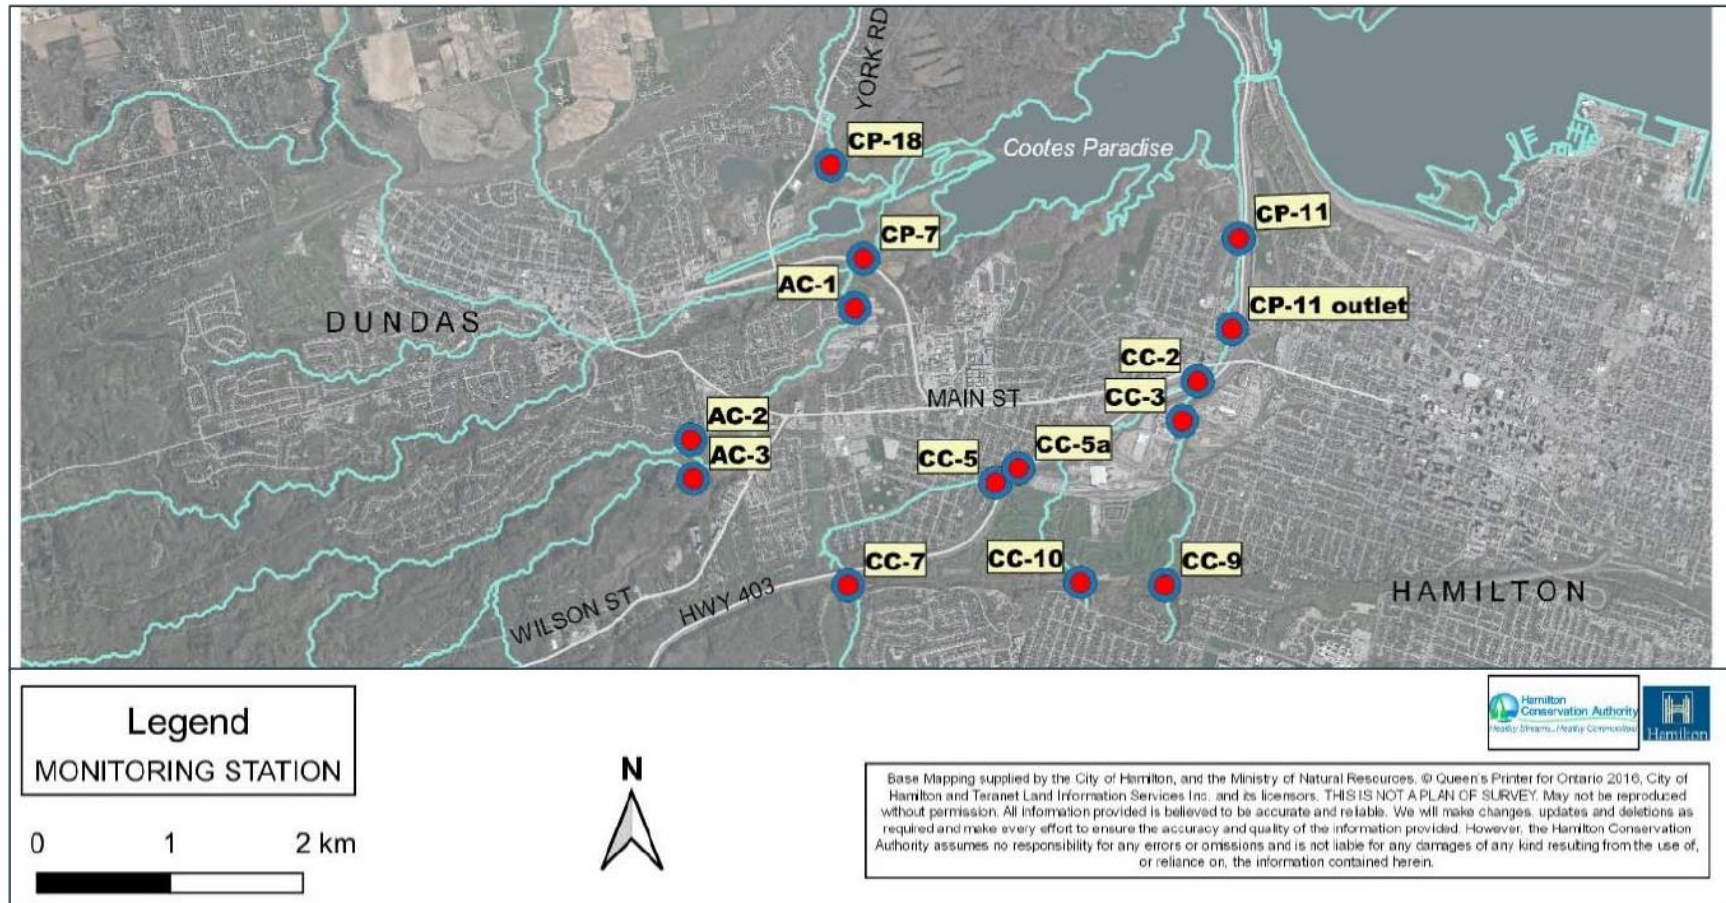 YORK RD
CP-18
Cootes Paradise
CP-11
CP-7
AC-1
CP-11 outlet
DUNDAS
CC-2
MAIN ST
CC-3
AC-2
AC-3
CC-5a
CC-5
CC-7
CC-10
CC-9
HAMILTON
WILSON ST
HWY 403
Legend
MONITORING STATION
0 1 2 km
N
Hamilton
Conservation Authority
Healthy Streams...Healthy Communities!
Hamilton
Base Mapping supplied by the City of Hamilton, and the Ministry of Natural Resources. © Queen's Printer for Ontario 2016, City of
Hamilton and Teranet Land Information Services Inc. and its licensors. THIS IS NOT A PLAN OF SURVEY. May not be reproduced
without permission. All information provided is believed to be accurate and reliable. We will make changes, updates and deletions as
required and make every effort to ensure the accuracy and quality of the information provided. However, the Hamilton Conservation
Authority assumes no responsibility for any errors or omissions and is not liable for any damages of any kind resulting from the use of,
or reliance on, the information contained herein.